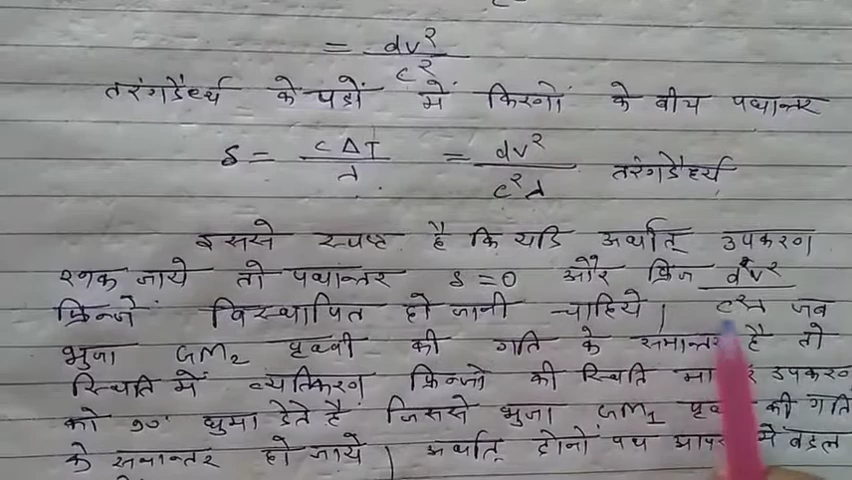 = dv² / c²
तरंगदैर्ध्य के पदों में किरणों के बीच पथान्तर
δ = cΔT / λ = dv² / c²λ तरंगदैर्ध्य
इससे स्पष्ट है कि यदि अर्थात् उपकरण
रूक जाये तो पथान्तर δ = 0 और फ्रिंज dv² / c²λ
फ्रिन्जे विस्थापित हो जानी चाहिये। जब
भुजा GM₂ पृथ्वी की गति के समान्तर है तो
स्थिति में व्यतिकरण फ्रिन्जो की स्थिति उपकरण
को 90° घुमा देते है जिससे भुजा GM₁ की गति
के समान्तर हो जाये। अर्थात् दोनों पथ में बदल